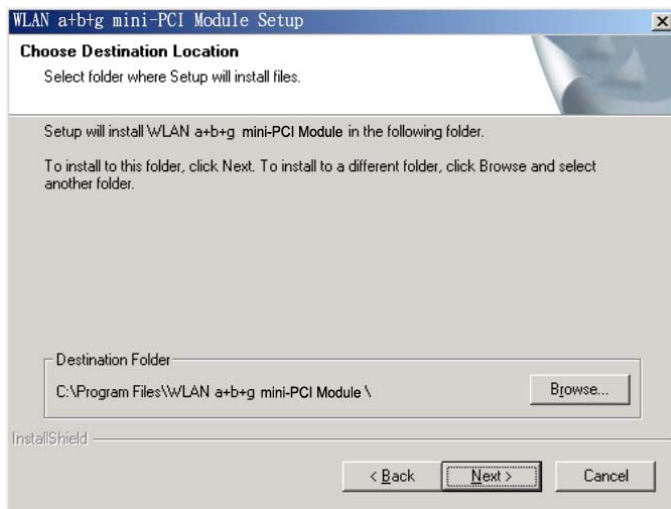 WLAN a+b+g mini-PCI Module Setup
Choose Destination Location
Select folder where Setup will install files.
Setup will install WLAN a+b+g mini-PCI Module in the following folder.
To install to this folder, click Next. To install to a different folder, click Browse and select
another folder.
Destination Folder
C:\Program Files\WLAN a+b+g mini-PCI Module \
Browse...
InstallShield
< Back
Next >
Cancel